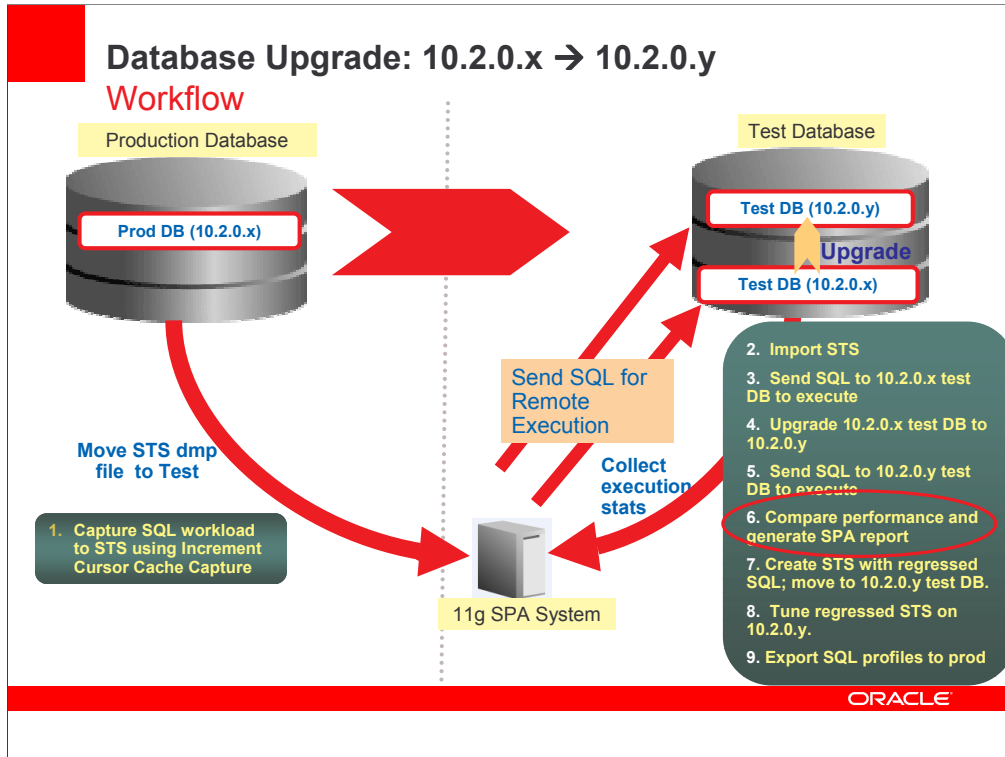 Database Upgrade: 10.2.0.x → 10.2.0.y
Workflow
Production Database
Test Database
Prod DB (10.2.0.x)
Test DB (10.2.0.y)
Upgrade
Test DB (10.2.0.x)
Send SQL for
Remote
Execution
Move STS dmp
file to Test
Collect
execution
stats
1. Capture SQL workload
to STS using Increment
Cursor Cache Capture
11g SPA System
2. Import STS
3. Send SQL to 10.2.0.x test
DB to execute
4. Upgrade 10.2.0.x test DB to
10.2.0.y
5. Send SQL to 10.2.0.y test
DB to execute
6. Compare performance and
generate SPA report
7. Create STS with regressed
SQL; move to 10.2.0.y test DB.
8. Tune regressed STS on
10.2.0.y.
9. Export SQL profiles to prod
ORACLE